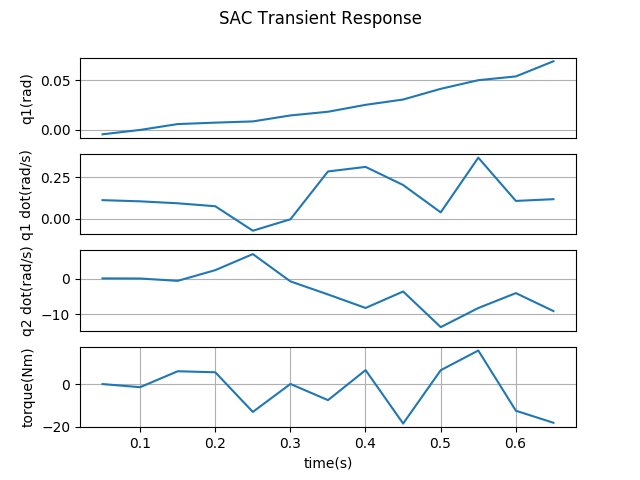 SAC Transient Response
q1(rad)
0.05
0.00
q1 dot(rad/s)
0.25
0.00
q2 dot(rad/s)
0
−10
torque(Nm)
0
−20
0.1 0.2 0.3 0.4 0.5 0.6
time(s)